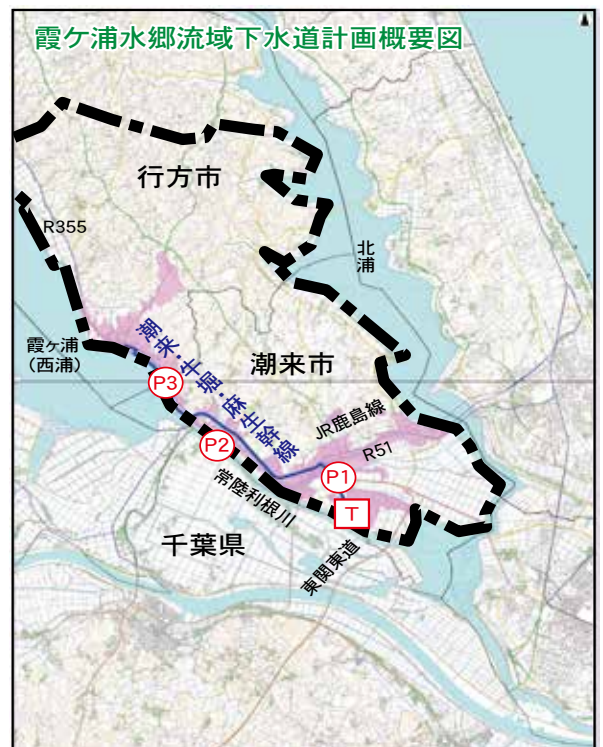 霞ケ浦水郷流域下水道計画概要図
行方市
R355
北浦
霞ケ浦
(西浦)
潮来・牛堀・麻生幹線
潮来市
P3
JR鹿島線
P2
R51
P1
常陸利根川
T
千葉県
東関東道